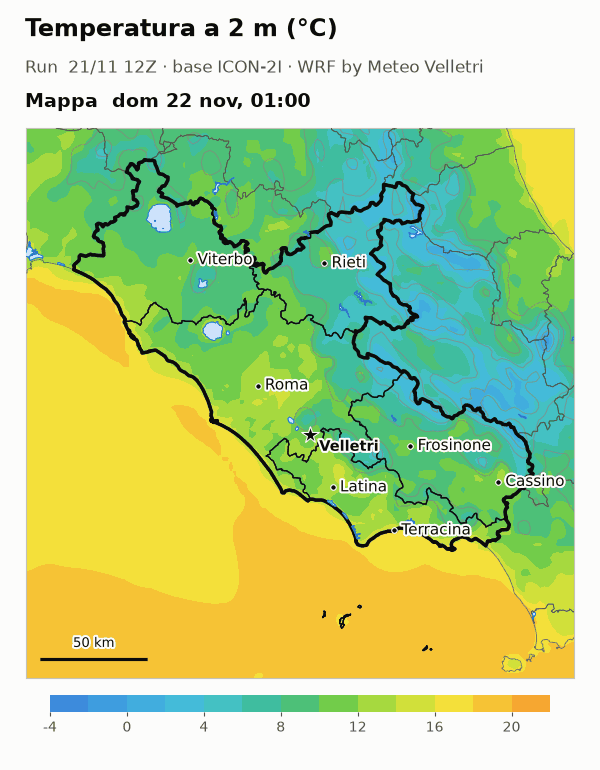 Temperatura a 2 m (°C)
Run  21/11 12Z · base ICON-2I · WRF by Meteo Velletri
Mappa  dom 22 nov, 01:00
Viterbo
Rieti
Roma
Velletri
Frosinone
Cassino
Latina
Terracina
50 km
-4 0 4 8 12 16 20